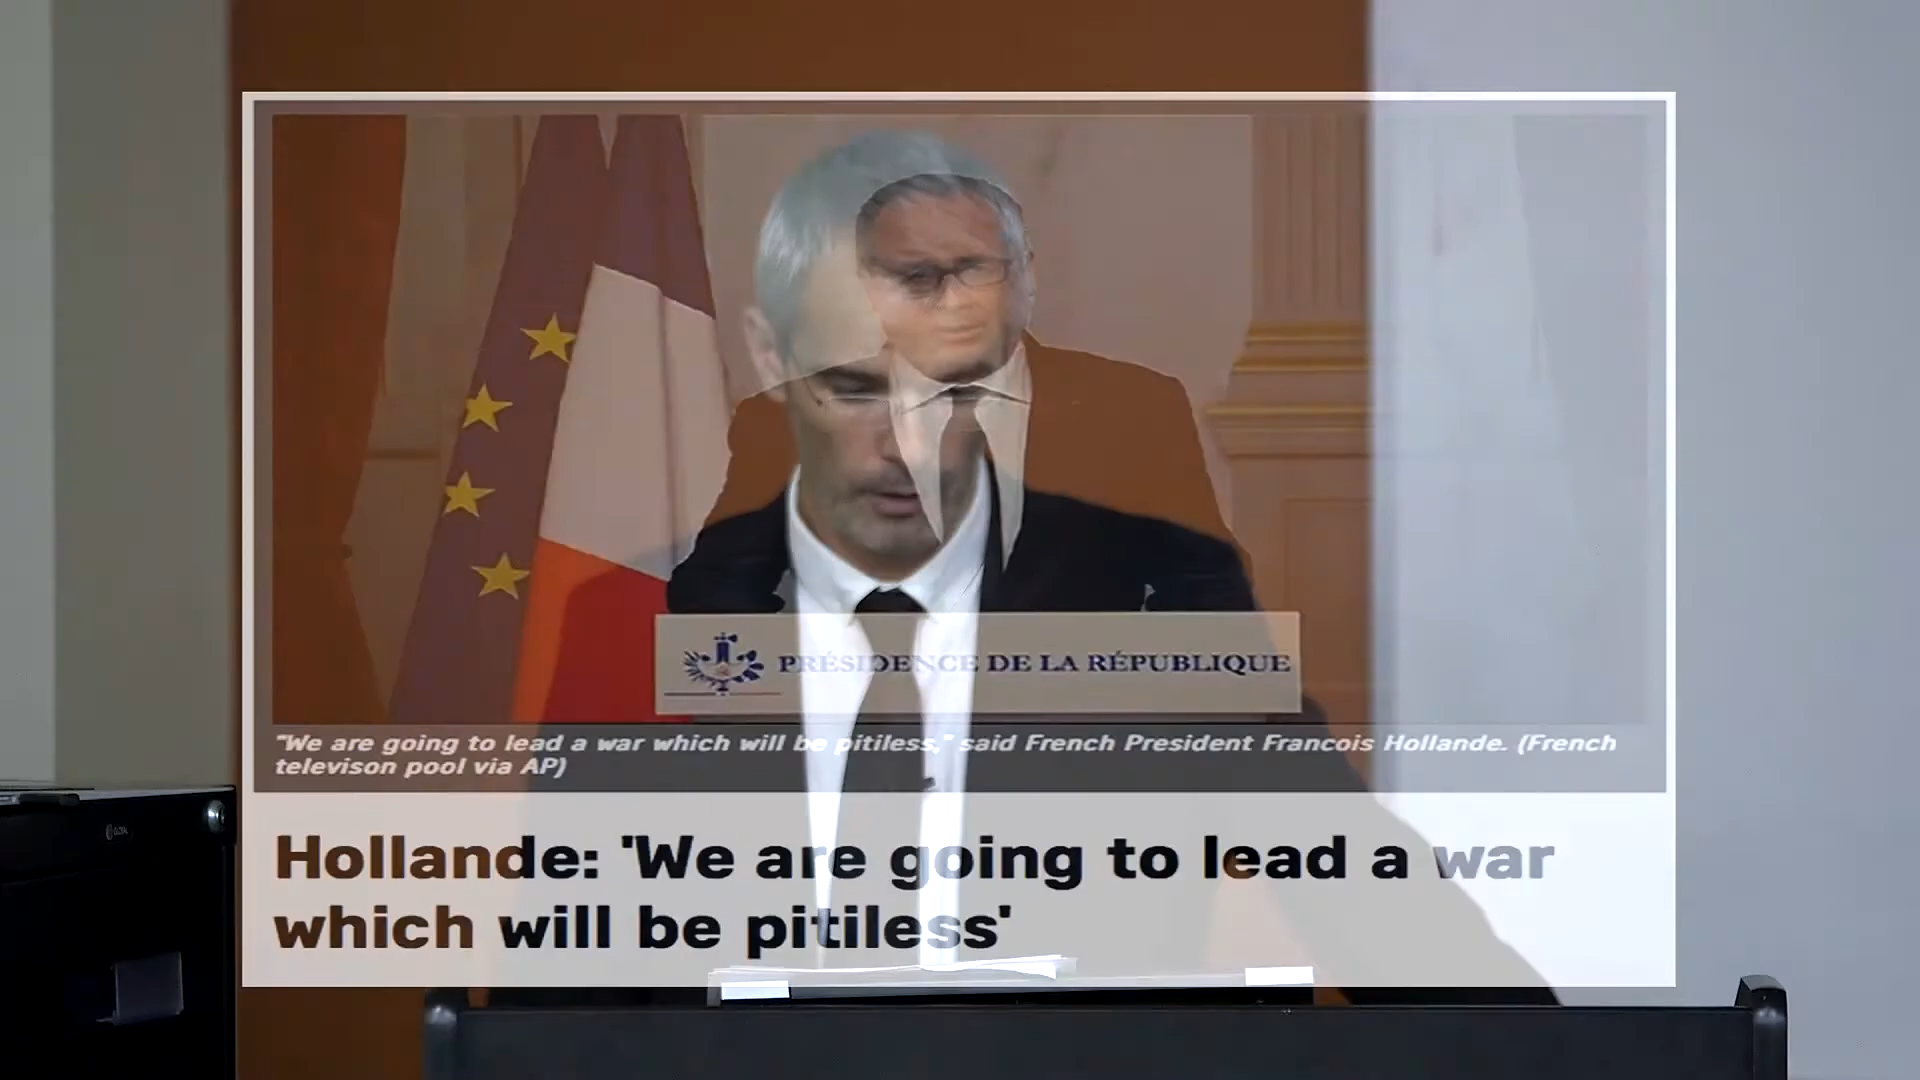 PRÉSIDENCE DE LA RÉPUBLIQUE
"We are going to lead a war which will be pitiless," said French President Francois Hollande. (French
televison pool via AP)
Hollande: 'We are going to lead a war
which will be pitiless'